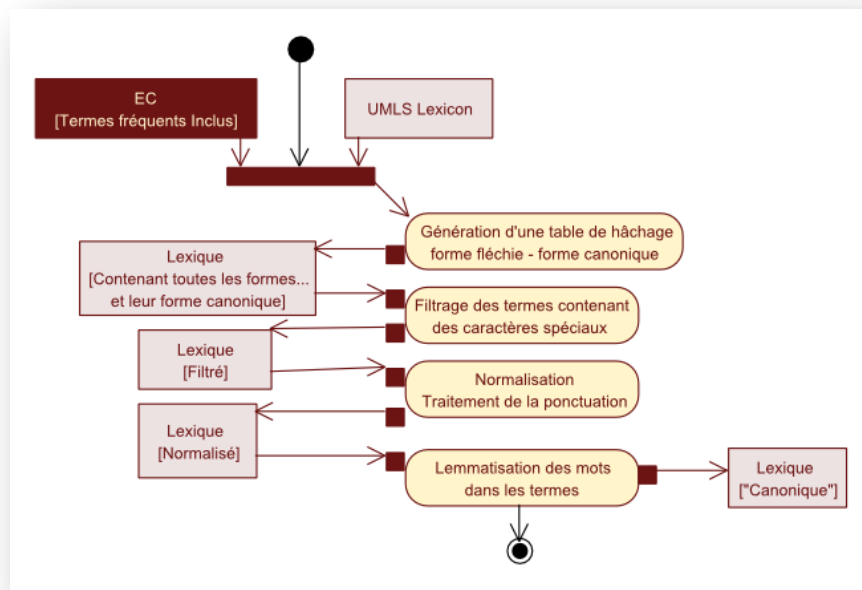 EC
[Termes fréquents Inclus]
UMLS Lexicon
Génération d'une table de hâchage
forme fléchie - forme canonique
Lexique
[Contenant toutes les formes...
et leur forme canonique]
Filtrage des termes contenant
des caractères spéciaux
Lexique
[Filtré]
Normalisation
Traitement de la ponctuation
Lexique
[Normalisé]
Lemmatisation des mots
dans les termes
Lexique
["Canonique"]